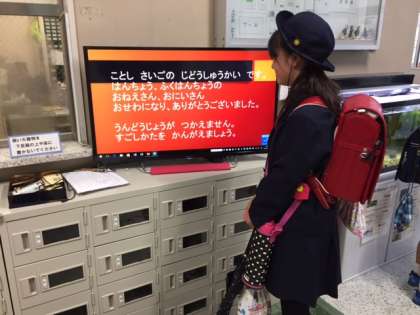 ことし さいごの じどうしゅうかい です。
はんちょう、ふくはんちょうの
おねえさん、おにいさん
おせわになり、ありがとうございました。
うんどうじょうが つかえません。
すごしかたを かんがえましょう。